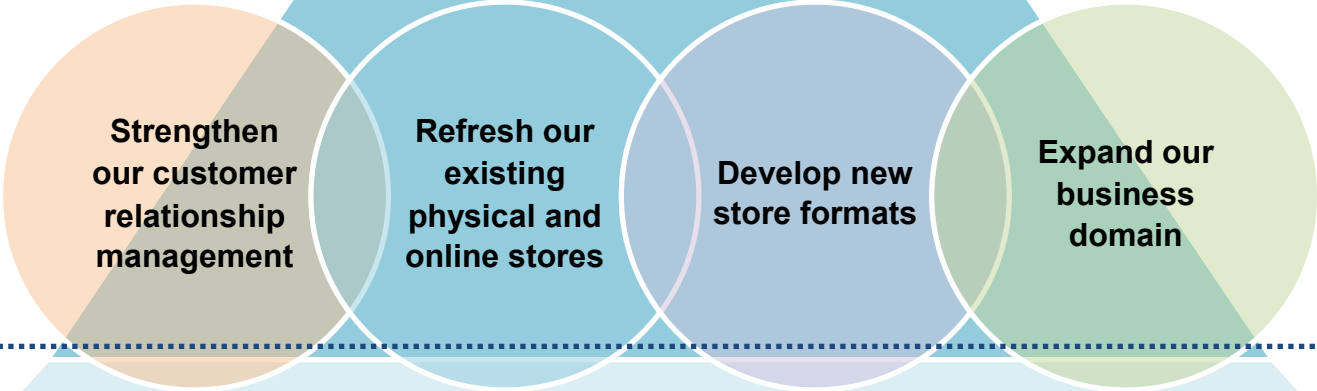 Strengthen
our customer
relationship
management
Refresh our
existing
physical and
online stores
Develop new
store formats
Expand our
business
domain